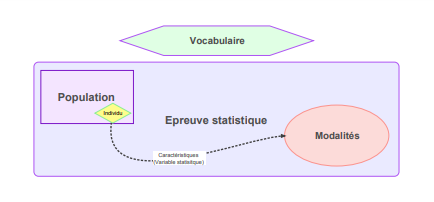 Vocabulaire
Population
Individu
Epreuve statistique
Modalités
Caractéristiques
(Variable statistique)